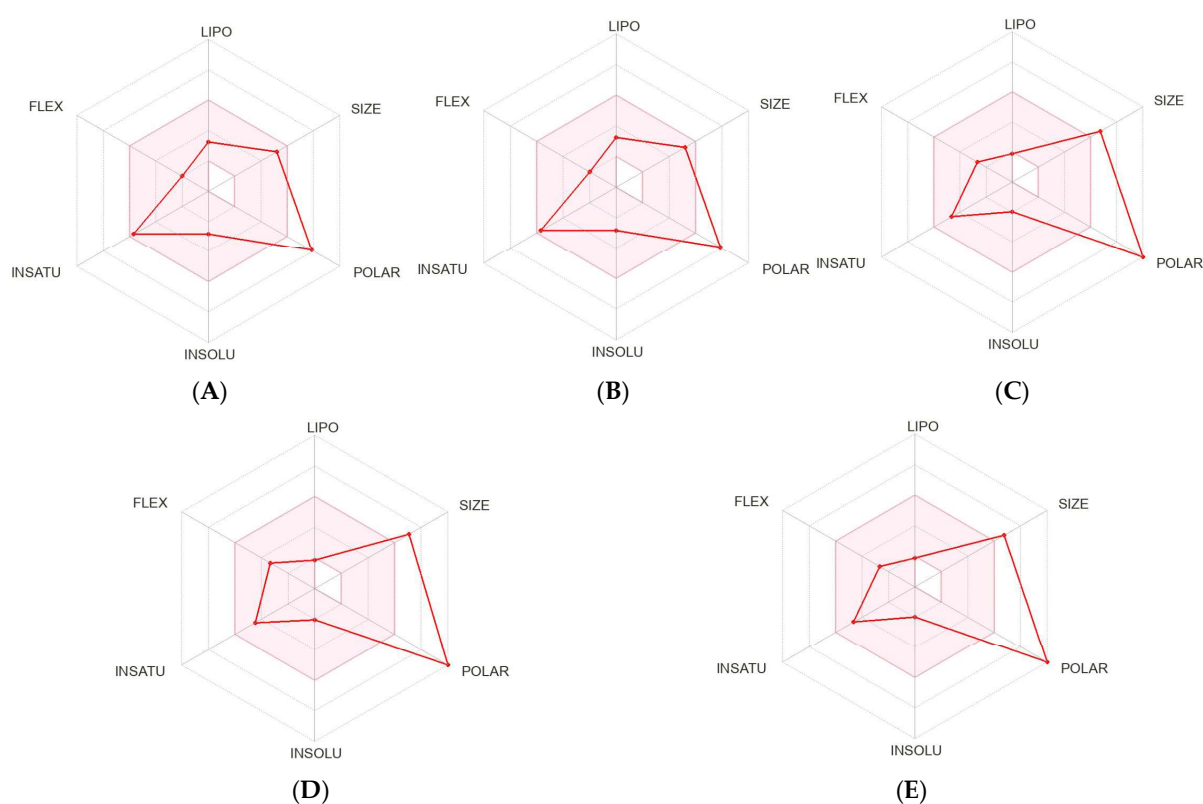 LIPO
FLEX
SIZE
INSATU
POLAR
INSOLU
(A)
LIPO
FLEX
SIZE
INSATU
POLAR
INSOLU
(B)
LIPO
FLEX
SIZE
INSATU
POLAR
INSOLU
(C)
LIPO
FLEX
SIZE
INSATU
POLAR
INSOLU
(D)
LIPO
FLEX
SIZE
INSATU
POLAR
INSOLU
(E)